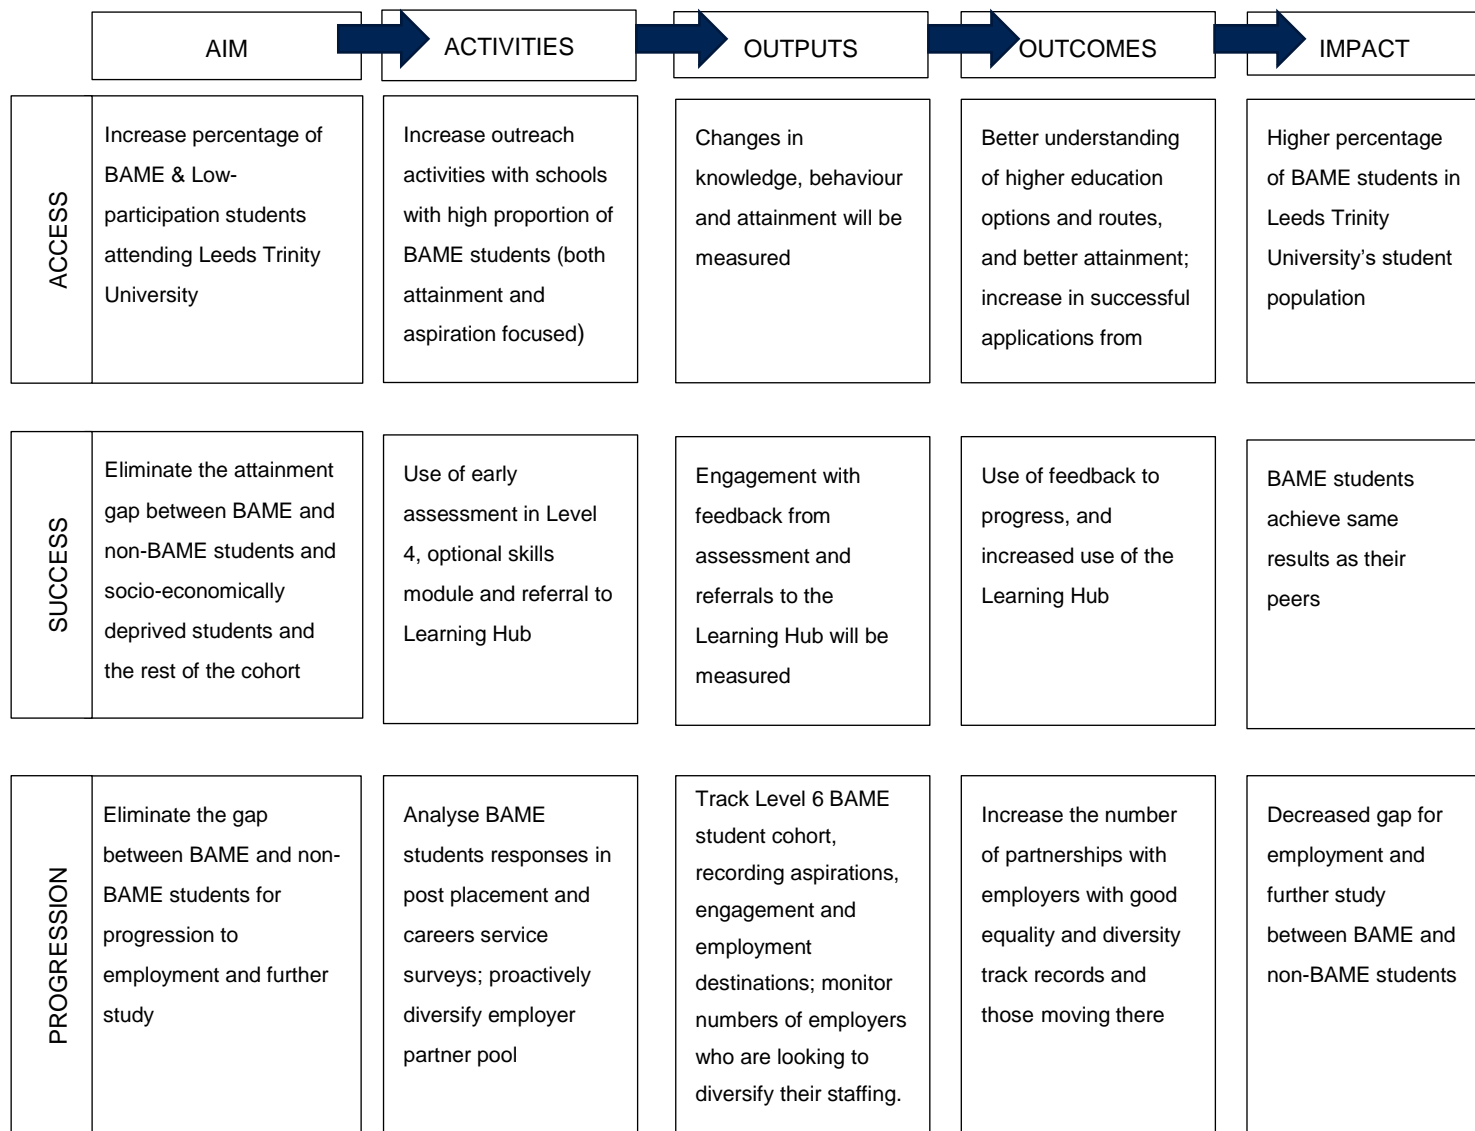 AIM
ACTIVITIES
OUTPUTS
OUTCOMES
IMPACT
ACCESS
Increase percentage of
BAME & Low-
participation students
attending Leeds Trinity
University
Increase outreach
activities with schools
with high proportion of
BAME students (both
attainment and
aspiration focused)
Changes in
knowledge, behaviour
and attainment will be
measured
Better understanding
of higher education
options and routes,
and better attainment;
increase in successful
applications from
Higher percentage
of BAME students in
Leeds Trinity
University's student
population
SUCCESS
Eliminate the attainment
gap between BAME and
non-BAME students and
socio-economically
deprived students and
the rest of the cohort
Use of early
assessment in Level
4, optional skills
module and referral to
Learning Hub
Engagement with
feedback from
assessment and
referrals to the
Learning Hub will be
measured
Use of feedback to
progress, and
increased use of the
Learning Hub
BAME students
achieve same
results as their
peers
PROGRESSION
Eliminate the gap
between BAME and non-
BAME students for
progression to
employment and further
study
Analyse BAME
students responses in
post placement and
careers service
surveys; proactively
diversify employer
partner pool
Track Level 6 BAME
student cohort,
recording aspirations,
engagement and
employment
destinations; monitor
numbers of employers
who are looking to
diversify their staffing.
Increase the number
of partnerships with
employers with good
equality and diversity
track records and
those moving there
Decreased gap for
employment and
further study
between BAME and
non-BAME students